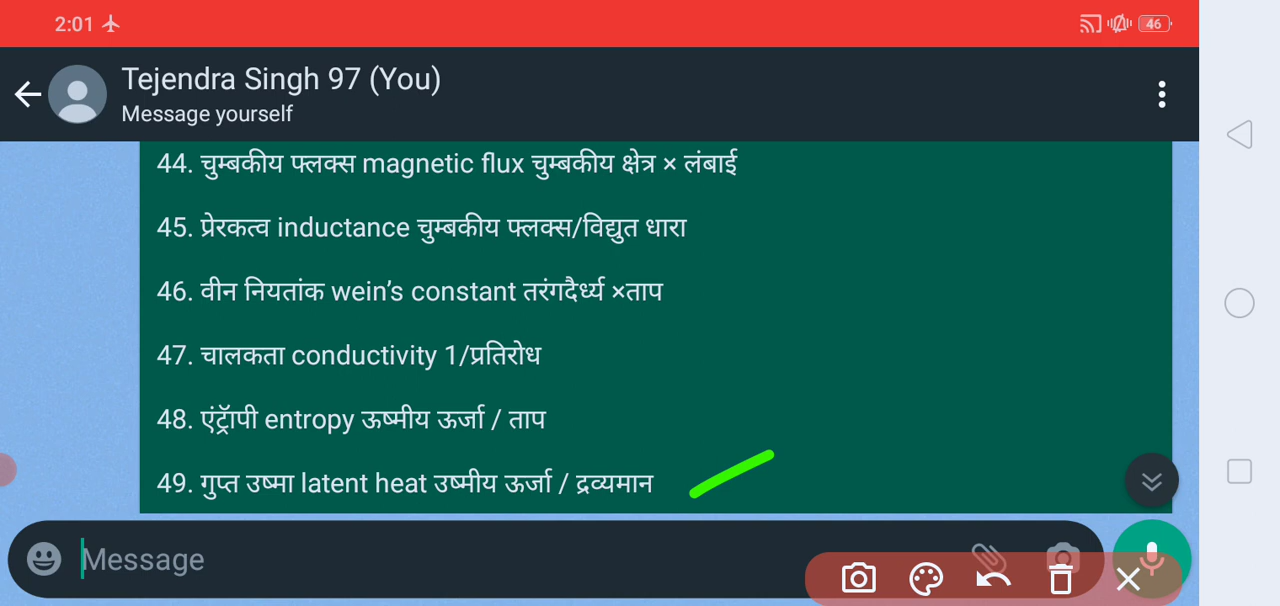 2:01
46
Tejendra Singh 97 (You)
Message yourself
44. चुम्बकीय फ्लक्स magnetic flux चुम्बकीय क्षेत्र × लंबाई
45. प्रेरकत्व inductance चुम्बकीय फ्लक्स/विद्युत धारा
46. वीन नियतांक wein’s constant तरंगदैर्ध्य ×ताप
47. चालकता conductivity 1/प्रतिरोध
48. एंट्रॅापी entropy ऊष्मीय ऊर्जा / ताप
49. गुप्त उष्मा latent heat उष्मीय ऊर्जा / द्रव्यमान
Message